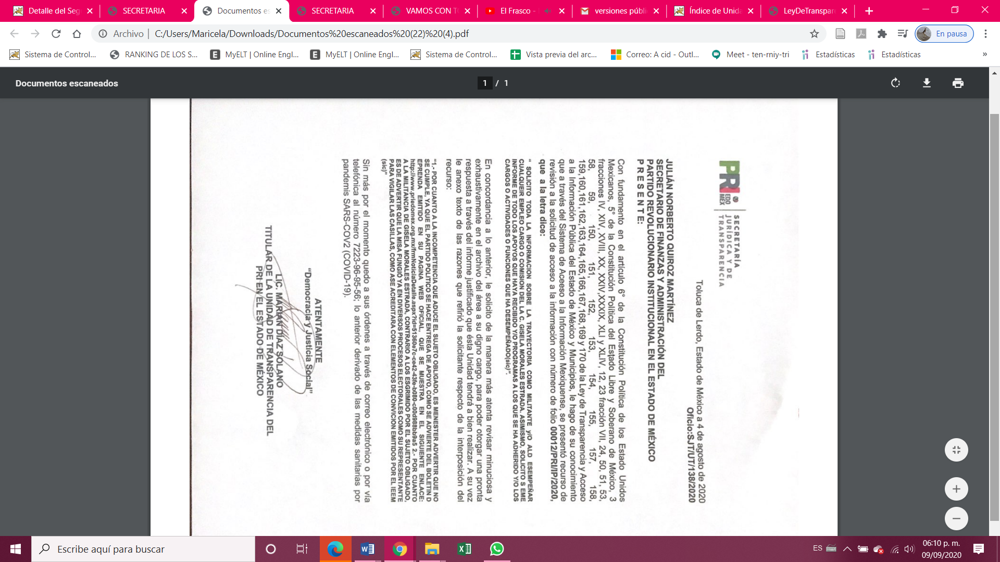 Detalle del Seg
SECRETARIA
Documentos es
SECRETARIA
VAMOS CON T
El Frasco -
versiones públi
Índice de Unida
LeyDeTranspare
Archivo | C:/Users/Maricela/Downloads/Documentos%20escaneados%20(22)%20(4).pdf
En pausa
Sistema de Control...
RANKING DE LOS S...
MyELT | Online Engl...
MyELT | Online Engl...
Sistema de Control...
Vista previa del arc...
Correo: A cid - Outl...
Meet - ten-rniy-tri
Estadísticas
Estadísticas
»
Documentos escaneados
1 / 1
PRI
EDO
MÉX
SECRETARÍA
JURÍDICA Y DE
TRANSPARENCIA
Toluca de Lerdo, Estado de México a 4 de agosto de 2020
Oficio:SJT/UT/138/2020
JULIÁN NORBERTO QUIROZ MARTÍNEZ
SECRETARIO DE FINANZAS Y ADMINISTRACIÓN DEL
PARTIDO REVOLUCIONARIO INSTITUCIONAL EN EL ESTADO DE MÉXICO
P R E S E N T E:
Con fundamento en el artículo 6° de la Constitución Política de los Estado Unidos
Mexicanos, 5° de la Constitución Política del Estado Libre y Soberano de México, 3
fracciones IV, XIV, XVIII, XX, XXIV,XXXIX, XLI y XLIV, 12, 23 fracción VII, 24, 50, 51, 53,
58, 59, 150, 151, 152, 153, 154, 155, 157, 158,
159,160,161,162,163,164,165,166,167,168,169 y 170 de la Ley de Transparencia y Acceso
a la Información Pública del Estado de México y Municipios, le hago de su conocimiento
que a través del Sistema de Acceso a la Información Mexiquense, se presentó recurso de
revisión a la solicitud de acceso a la información con número de folio 00012/PRI/IP/2020,
que a la letra dice:
" SOLICITO TODA LA INFORMACION SOBRE LA TRAYECTORIA COMO MILITANTE y/O ALD ESEMPEÑAR
CUALQUEIR EMPLEO CARGO O COMISION DEL LA C. GISELA MORALES ESTRADA. ASIMISMO, SOLICITO S EME
INFORME DE TODO LOS APOYOS QUE HAYA RECIBIDO Y/O PROGRAMAS A LOS QUE SE HA ADHERIDO Y/O LOS
CARGOS O ACTIVIDADES O FUNCIONES QUE HA DESEMPEÑADO(sic)".
En concordancia a lo anterior, le solicito de la manera más atenta revisar minuciosa y
exhaustivamente en el archivo del área a su digno cargo, para poder otorgar una pronta
respuesta a través del informe justificado que ésta Unidad tendrá a bien realizar. A su vez
le anexo texto de las razones que refirió la solicitante respecto de la interposición del
recurso:
"1.- POR CUANTO A LA INCOMPETENCIA QUE ADUCE EL SUJETO OBLIGADO, ES MENESTER ADVERTIR QUE NO
SE CUMPLE, YA QUE EL PARTIDO POLITICO SE HACE ENTREGA DE APOYO, COMO SE ADVIERTE DEL BOLETIN D
EPRENDA EMITIDO EN SU PAGINA WEB OFICIAL, QUE SE MUESTRA EN EL SIGUIENTE ENLACE:
http://www.priedomex.org.mx/frmNoticiaDetalle.aspx?id=51360e7c-ce42-43fe-b080-c00d988bb9a5 2.- POR CUANTO
A LA MILITANCIA DE GISELA MORALES ESTRADA, CONTRARIO A LOS ESGRIMIDO POR EL SUJETO OBLIGADO,
ES DE ADVERTIR QUE LA MISA FUNGIÓ YA EN DIVERSOS PROCESOS ELECTORALES COMO SU REPRESENTANTE
PARA VIGILAR LAS CASILLAS, COMO ASE ACREDITARA CON ELEMENTOS DE CONVICION EMITIDOS POR EL IEEM
(sic)"
Sin más por el momento quedo a sus órdenes a través de correo electrónico o por vía
telefónica al número 7223-96-95-56; lo anterior derivado de las medidas sanitarias por
pandemis SARS-COV2 (COVID-19).
ATENTAMENTE
"Democracia y Justicia Social"
LIC. MARIAN DÍAZ SOLANO
TITULAR DE LA UNIDAD DE TRANSPARENCIA DEL
PRI EN EL ESTADO DE MÉXICO
Escribe aquí para buscar
ES
06:10 p. m.
09/09/2020